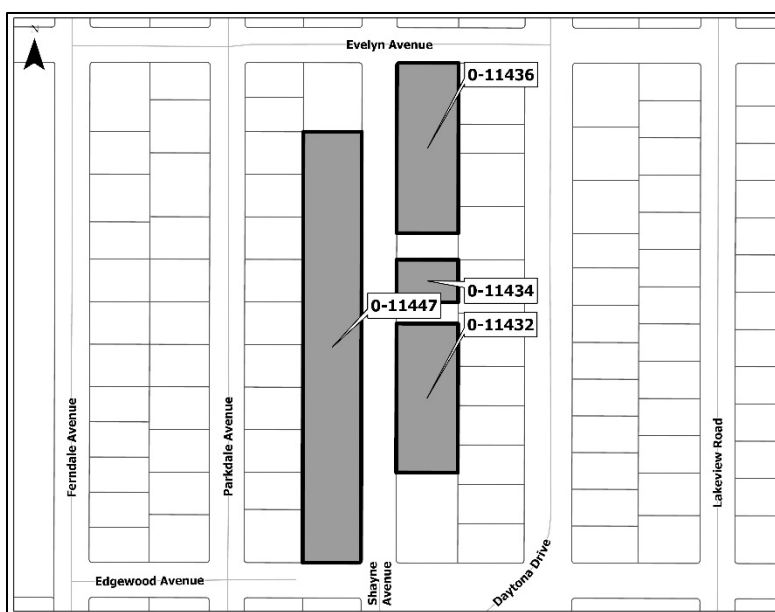 N
Evelyn Avenue
0-11436
0-11434
0-11447
0-11432
Ferndale Avenue
Parkdale Avenue
Lakeview Road
Edgewood Avenue
Shayne
Avenue
Daytona Drive